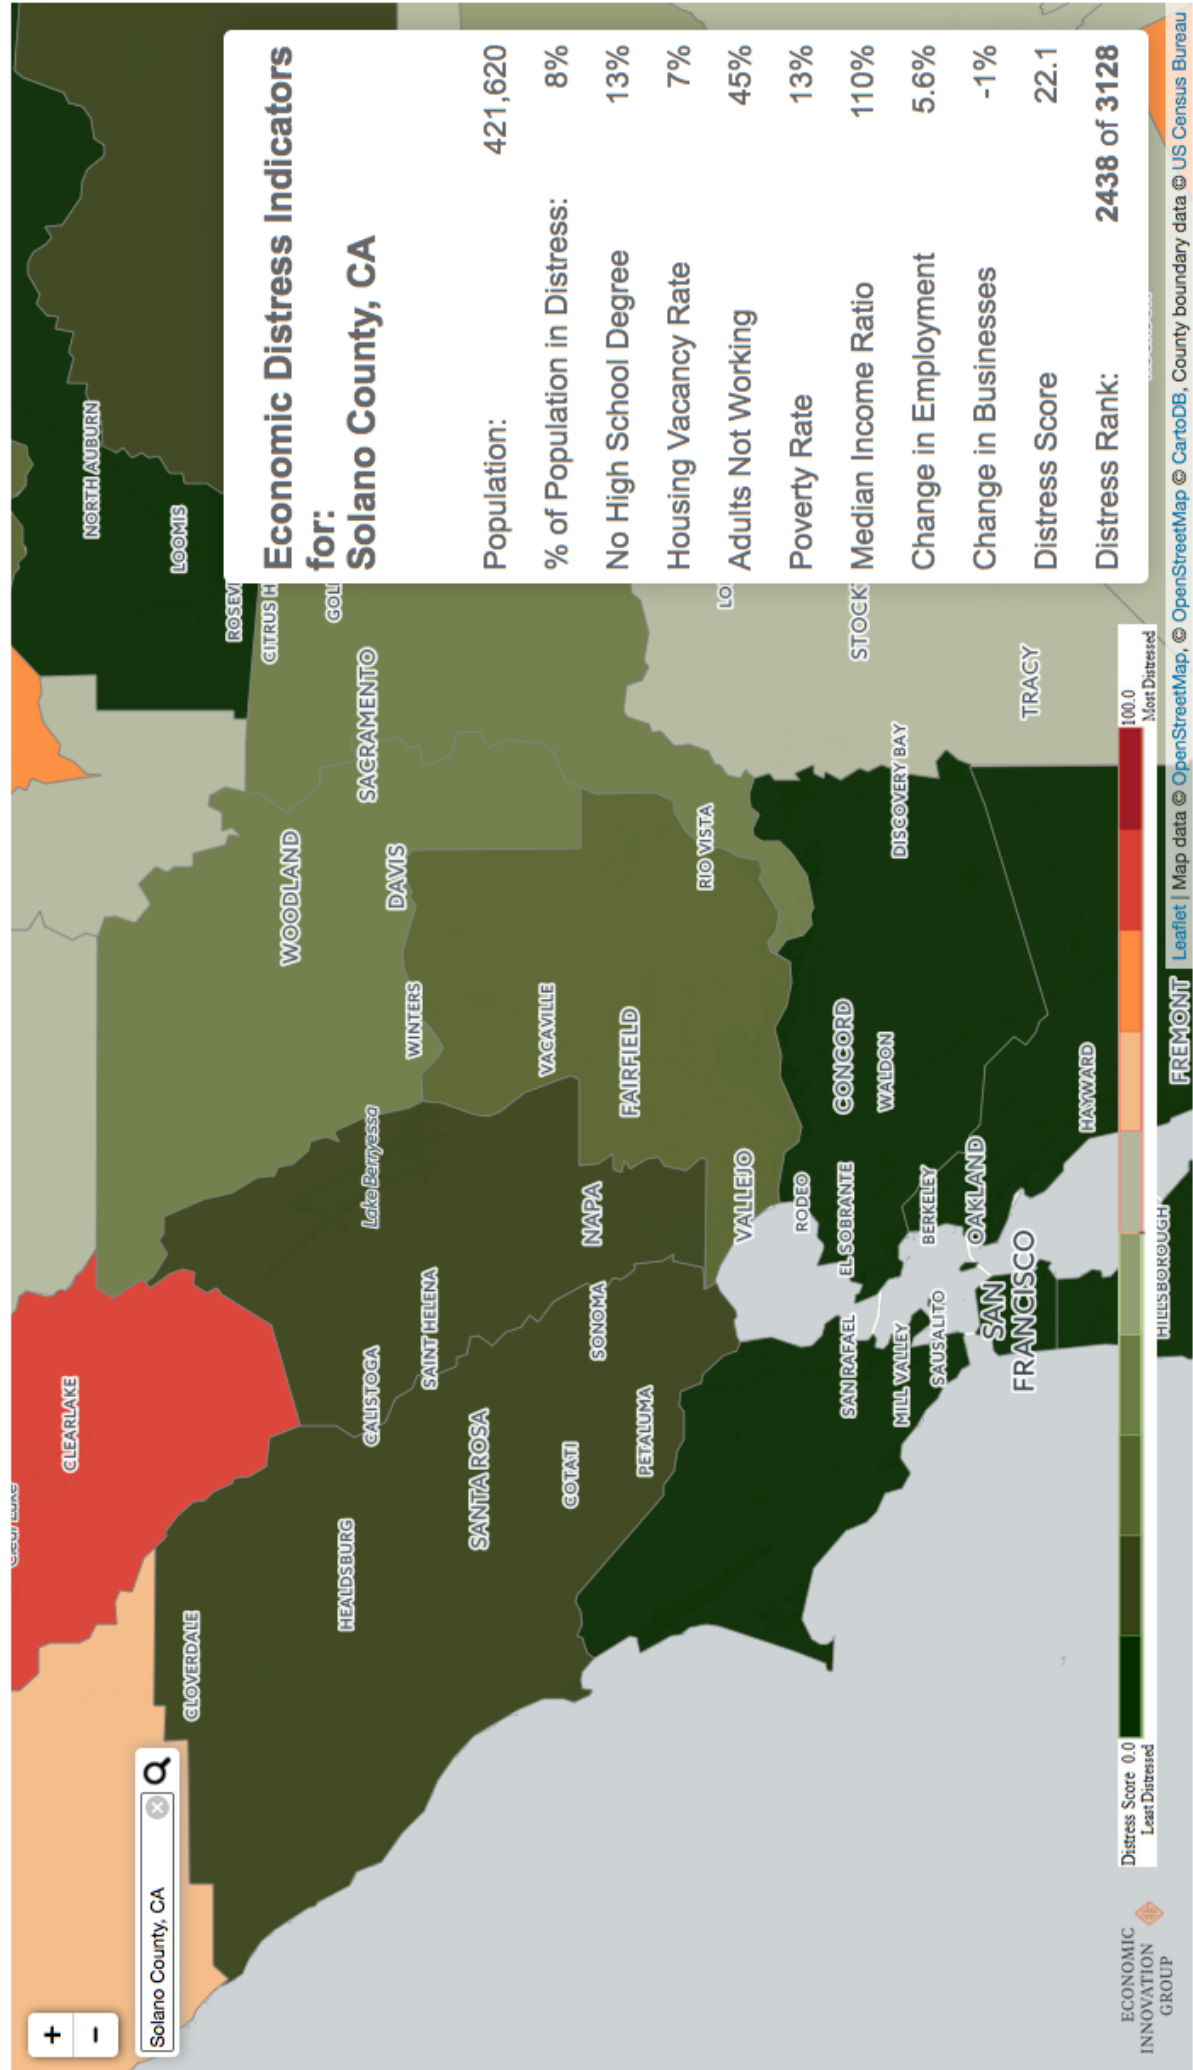 +
−
Solano County, CA
Economic Distress Indicators
for:
Solano County, CA
Population: 421,620
% of Population in Distress: 8%
No High School Degree 13%
Housing Vacancy Rate 7%
Adults Not Working 45%
Poverty Rate 13%
Median Income Ratio 110%
Change in Employment 5.6%
Change in Businesses -1%
Distress Score 22.1
Distress Rank: 2438 of 3128
CLEARLAKE
NORTH AUBURN
LOOMIS
CLOVERDALE
ROSEV
CITRUS H
GOL
WOODLAND
HEALDSBURG
CALISTOGA
Lake Berryessa
SACRAMENTO
DAVIS
WINTERS
SAINT HELENA
SANTA ROSA
VACAVILLE
COTATI
SONOMA
NAPA
FAIRFIELD
PETALUMA
RIO VISTA
LO
VALLEJO
RODEO
EL SOBRANTE
CONCORD
STOCK
SAN RAFAEL
WALDON
DISCOVERY BAY
MILL VALLEY
BERKELEY
SAUSALITO
OAKLAND
SAN
FRANCISCO
TRACY
HAYWARD
HILLSBOROUGH
FREMONT
ECONOMIC
INNOVATION
GROUP
Distress Score 0.0
Least Distressed
100.0
Most Distressed
Leaflet | Map data © OpenStreetMap, © OpenStreetMap © CartoDB, County boundary data © US Census Bureau